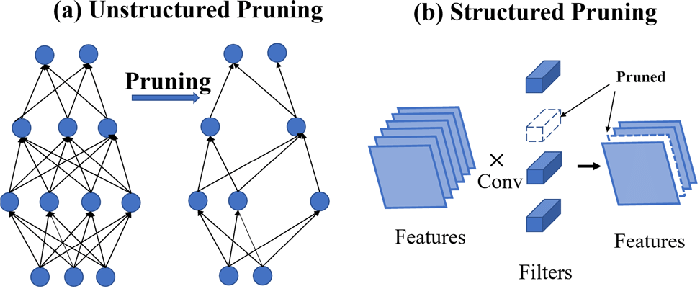 (a) Unstructured Pruning
Pruning
(b) Structured Pruning
Pruned
×
Conv
Features
Filters
Features